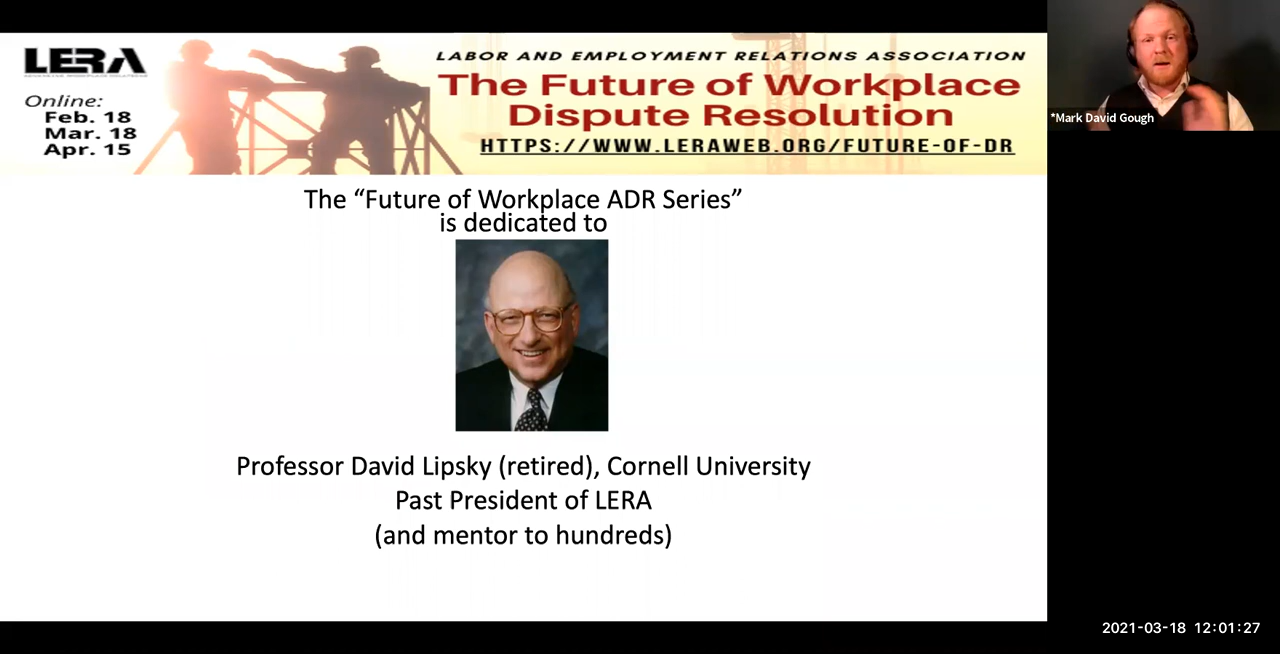 LERA
LABOR AND EMPLOYMENT RELATIONS ASSOCIATION
The Future of Workplace
Dispute Resolution
HTTPS://WWW.LERAWEB.ORG/FUTURE-OF-DR
Online:
Feb. 18
Mar. 18
Apr. 15
*Mark David Gough
The “Future of Workplace ADR Series”
is dedicated to
Professor David Lipsky (retired), Cornell University
Past President of LERA
(and mentor to hundreds)
2021-03-18 12:01:27